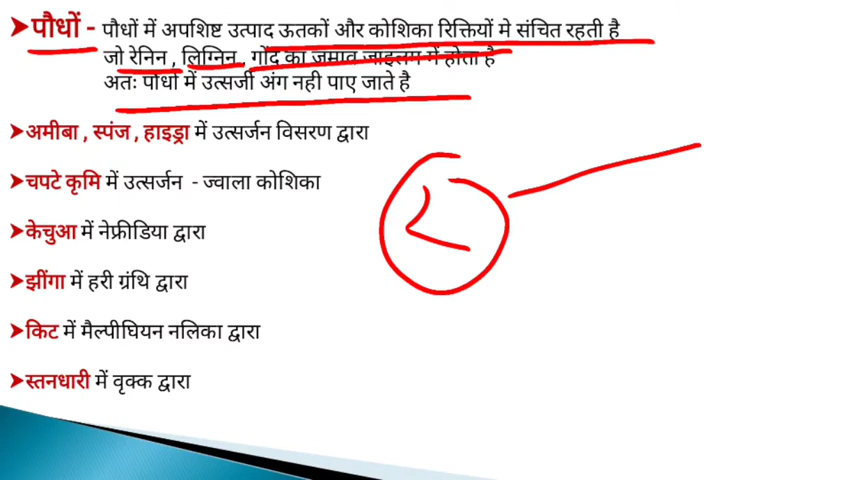 पौधों - पौधों में अपशिष्ट उत्पाद ऊतकों और कोशिका रिक्तियों मे संचित रहती है
जो रेनिन , लिग्निन , गोंद का जमाव जाइलम में होता है
अतः पौधों में उत्सर्जी अंग नही पाए जाते है
अमीबा , स्पंज , हाइड्रा में उत्सर्जन विसरण द्वारा
चपटे कृमि में उत्सर्जन - ज्वाला कोशिका
केचुआ में नेफ्रीडिया द्वारा
झींगा में हरी ग्रंथि द्वारा
किट में मैल्पीघियन नलिका द्वारा
स्तनधारी में वृक्क द्वारा